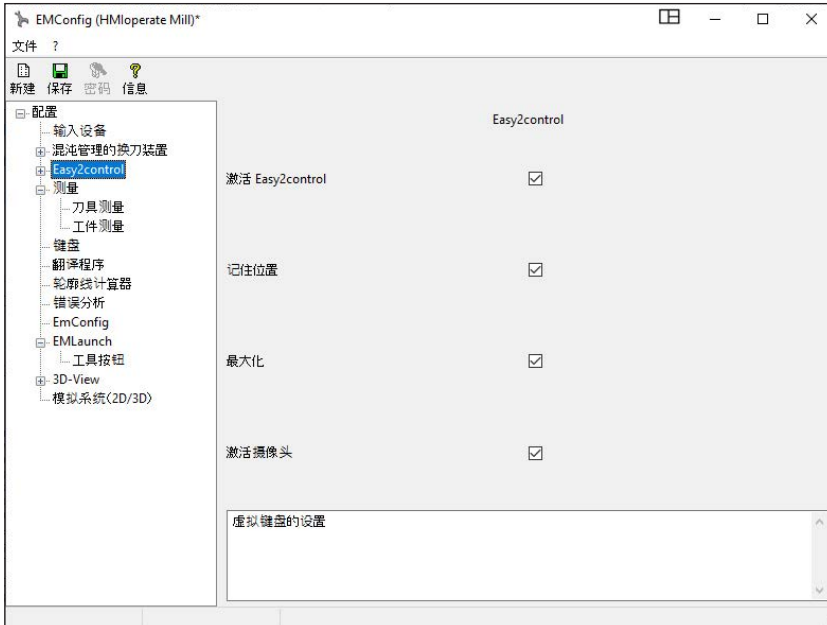 EMConfig (HMIoperate Mill)*
文件 ?
新建 保存 密码 信息
配置
输入设备
混沌管理的换刀装置
Easy2control
测量
刀具测量
工件测量
键盘
翻译程序
轮廓线计算器
错误分析
EmConfig
EMLaunch
工具按钮
3D-View
模拟系统(2D/3D)
Easy2control
激活 Easy2control
记住位置
最大化
激活摄像头
虚拟键盘的设置